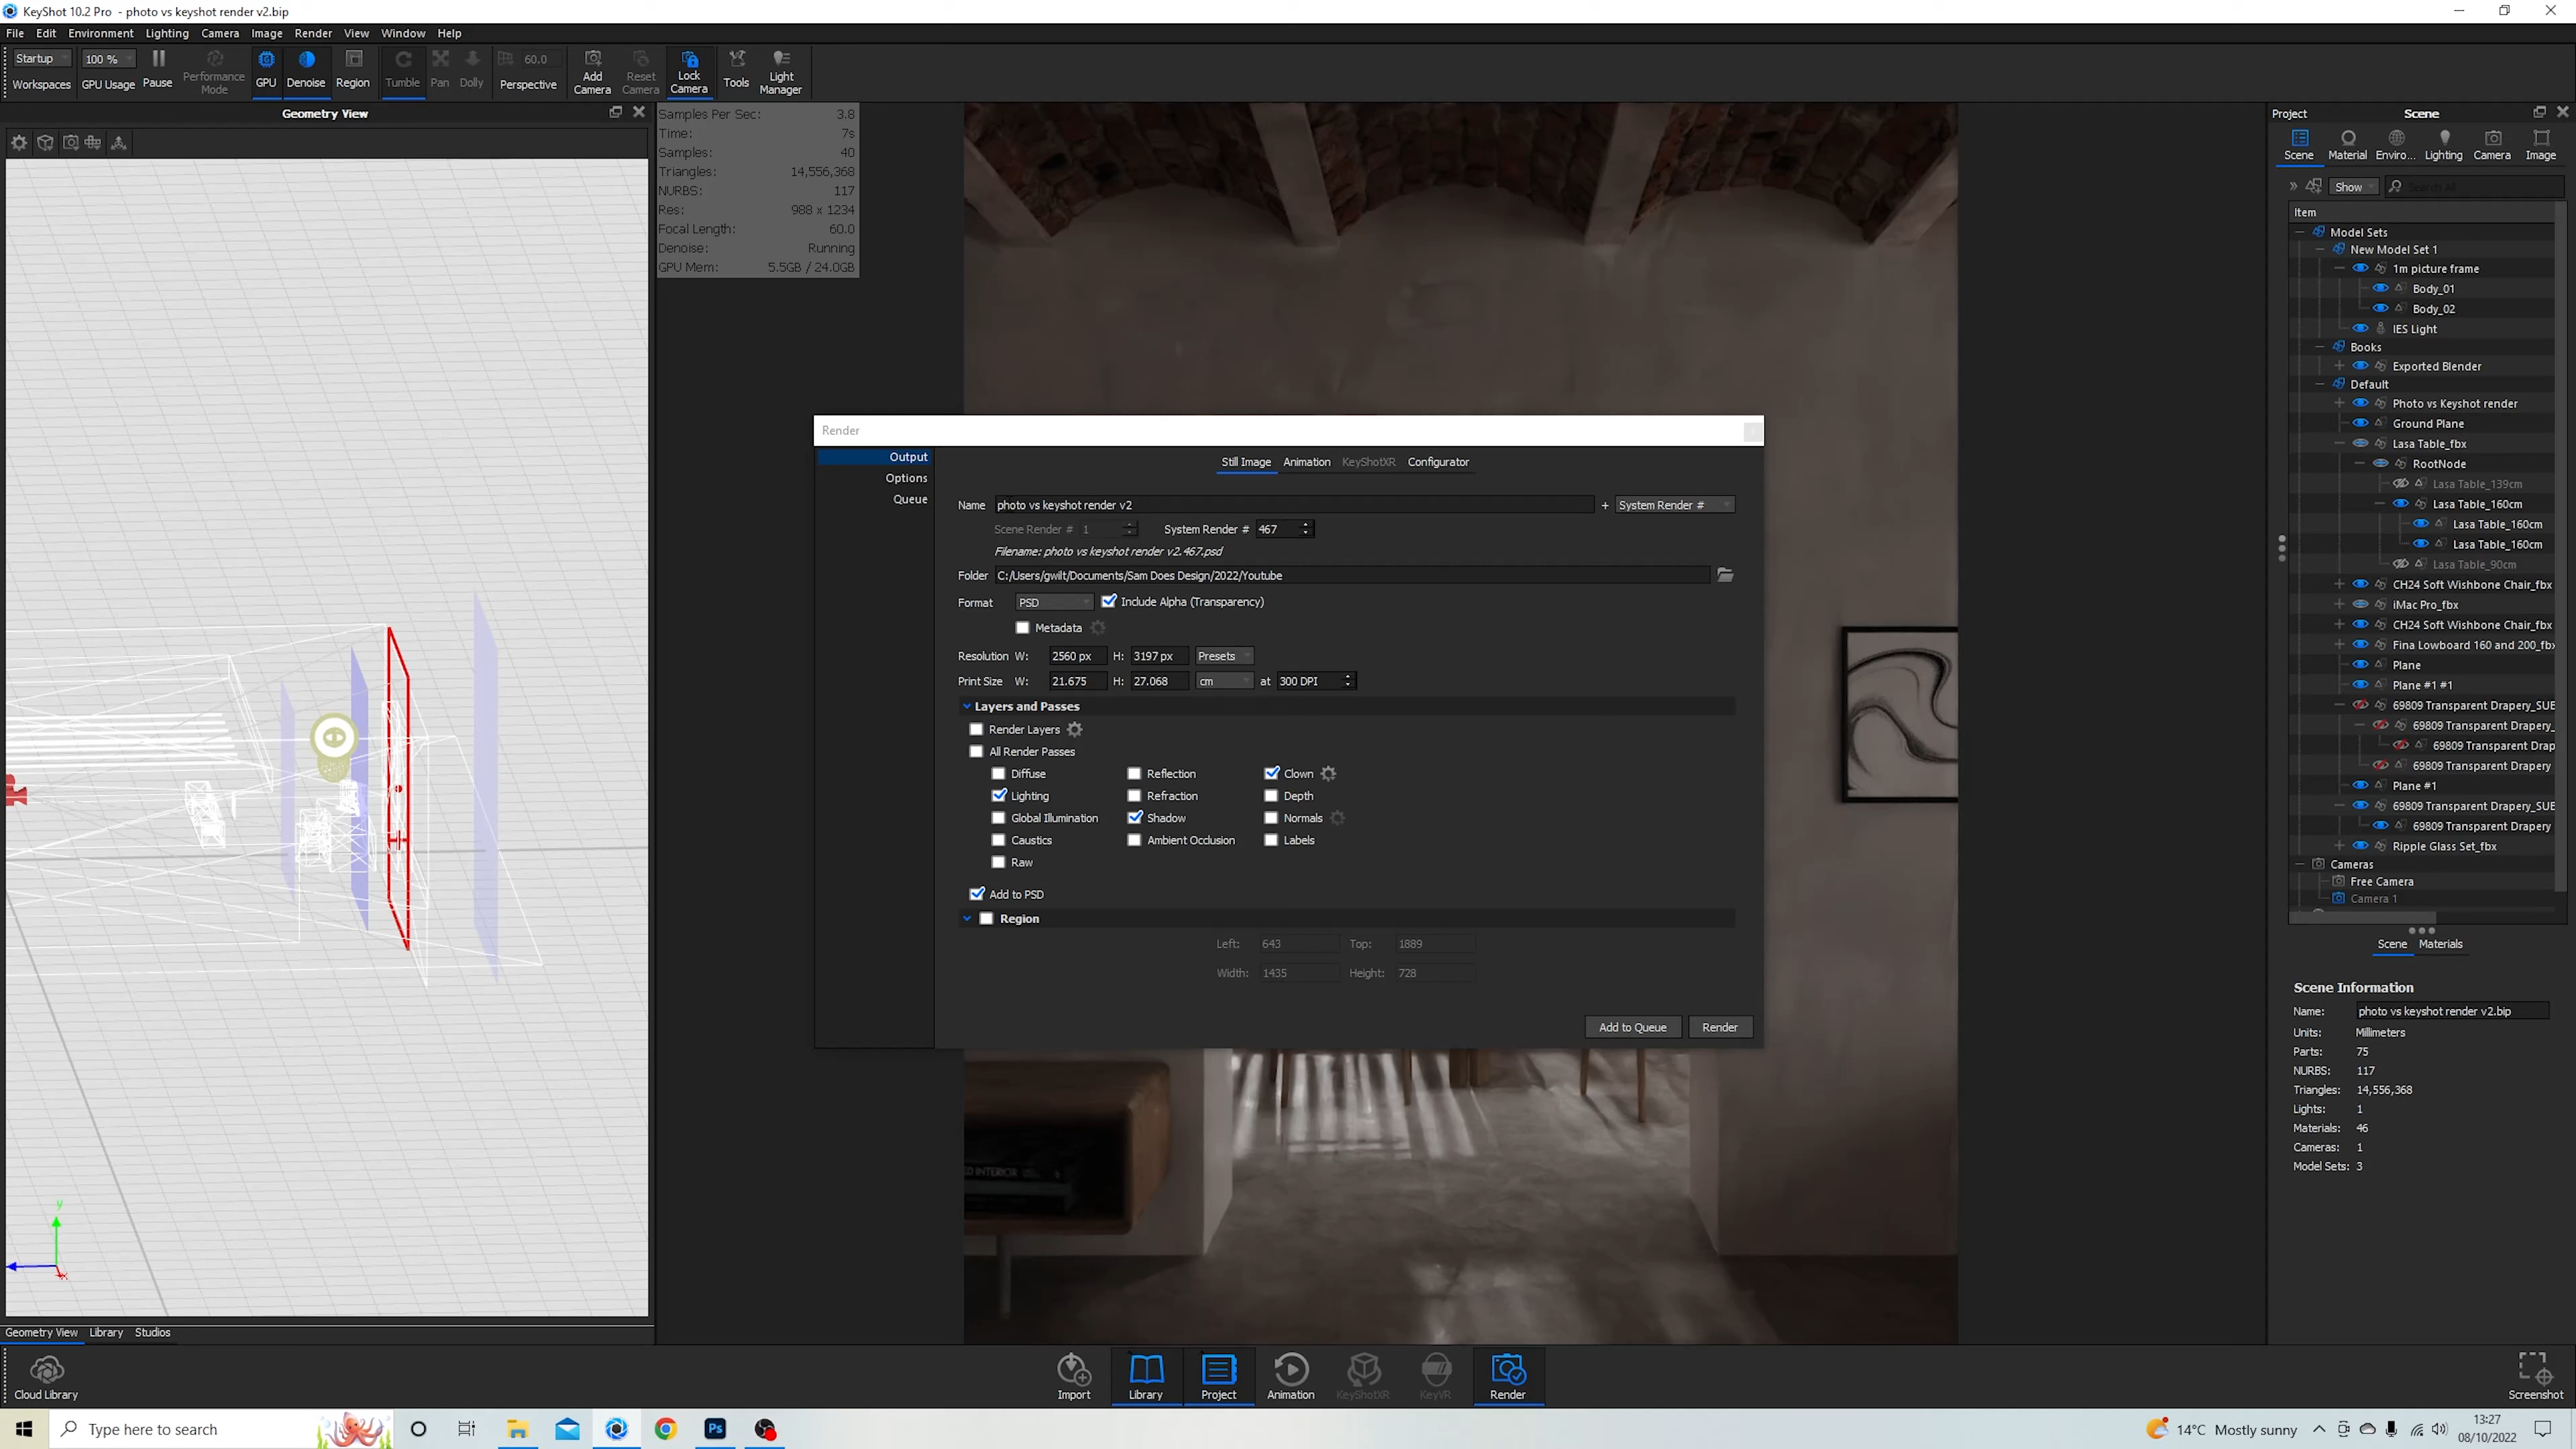 KeyShot 10.2 Pro - photo vs keyshot render v2.bip
File Edit Environment Lighting Camera Image Render View Window Help
Startup 100 % 60.0
Workspaces GPU Usage Pause Performance Mode GPU Denoise Region Tumble Pan Dolly Perspective Add Camera Reset Camera Lock Camera Tools Light Manager
Geometry View
Samples Per Sec: 3.8
Time: 7s
Samples: 40
Triangles: 14,556,368
NURBS: 117
Res: 988 x 1234
Focal Length: 60.0
Denoise: Running
GPU Mem: 5.5GB / 24.0GB
Render
Output
Options
Queue
Still Image Animation KeyShotXR Configurator
Name photo vs keyshot render v2 + System Render #
Scene Render # 1 System Render # 467
Filename: photo vs keyshot render v2.467.psd
Folder C:/Users/gwilt/Documents/Sam Does Design/2022/Youtube
Format PSD Include Alpha (Transparency)
Metadata
Resolution W: 2560 px H: 3197 px Presets
Print Size W: 21.675 H: 27.068 cm at 300 DPI
Layers and Passes
Render Layers
All Render Passes
Diffuse Reflection Clown
Lighting Refraction Depth
Global Illumination Shadow Normals
Caustics Ambient Occlusion Labels
Raw
Add to PSD
Region
Left: 643 Top: 1889
Width: 1435 Height: 728
Add to Queue Render
ED INTERIOR
Project Scene
Scene Material Enviro... Lighting Camera Image
Show Search All
Item
Model Sets
New Model Set 1
1m picture frame
Body_01
Body_02
IES Light
Books
Exported Blender
Default
Photo vs Keyshot render
Ground Plane
Lasa Table_fbx
RootNode
Lasa Table_139cm
Lasa Table_160cm
Lasa Table_160cm
Lasa Table_160cm
Lasa Table_90cm
CH24 Soft Wishbone Chair_fbx
iMac Pro_fbx
CH24 Soft Wishbone Chair_fbx
Fina Lowboard 160 and 200_fbx
Plane
Plane #1 #1
69809 Transparent Drapery_SUB
69809 Transparent Drapery_
69809 Transparent Drap
69809 Transparent Drapery
Plane #1
69809 Transparent Drapery_SUB
69809 Transparent Drapery
Ripple Glass Set_fbx
Cameras
Free Camera
Camera 1
Scene Materials
Scene Information
Name: photo vs keyshot render v2.bip
Units: Millimeters
Parts: 75
NURBS: 117
Triangles: 14,556,368
Lights: 1
Materials: 46
Cameras: 1
Model Sets: 3
y
x
Geometry View Library Studios
Cloud Library Import Library Project Animation KeyShotXR KeyVR Render Screenshot
Type here to search
Ps
14°C Mostly sunny
13:27
08/10/2022